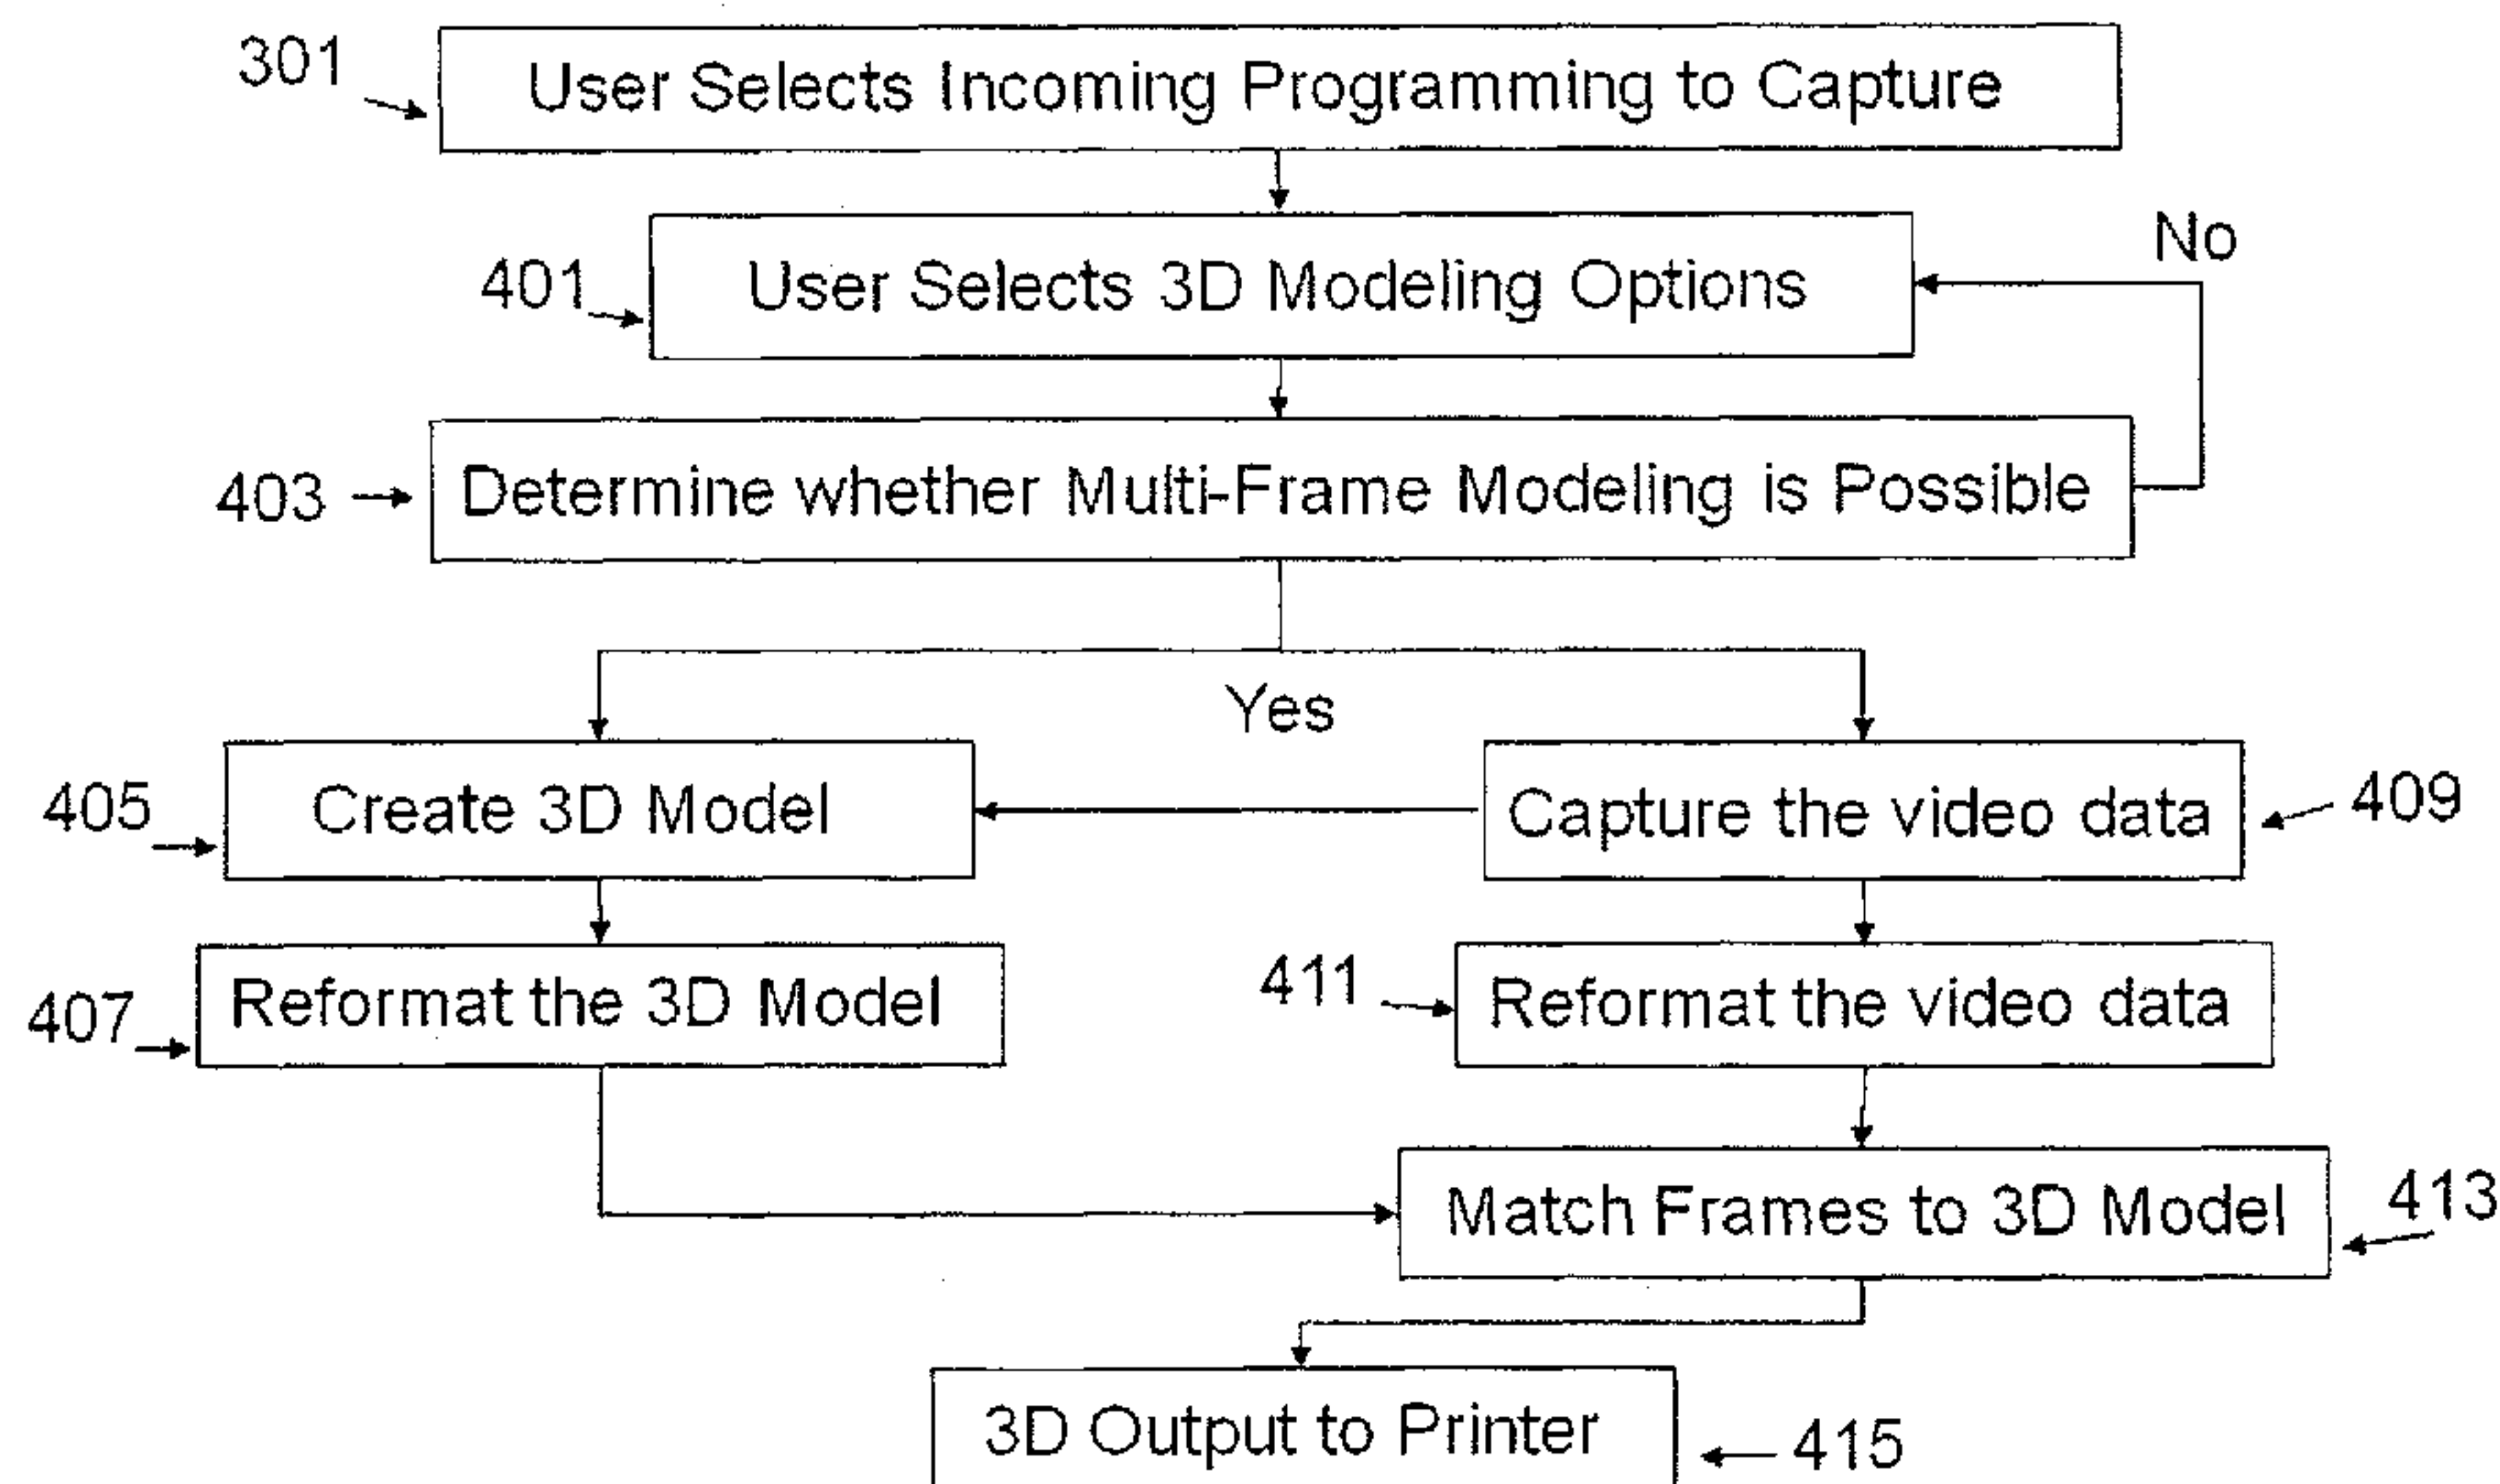 301
User Selects Incoming Programming to Capture
No
401
User Selects 3D Modeling Options
403
Determine whether Multi-Frame Modeling is Possible
Yes
405
Create 3D Model
Capture the video data
409
407
Reformat the 3D Model
411
Reformat the video data
Match Frames to 3D Model
413
3D Output to Printer
415